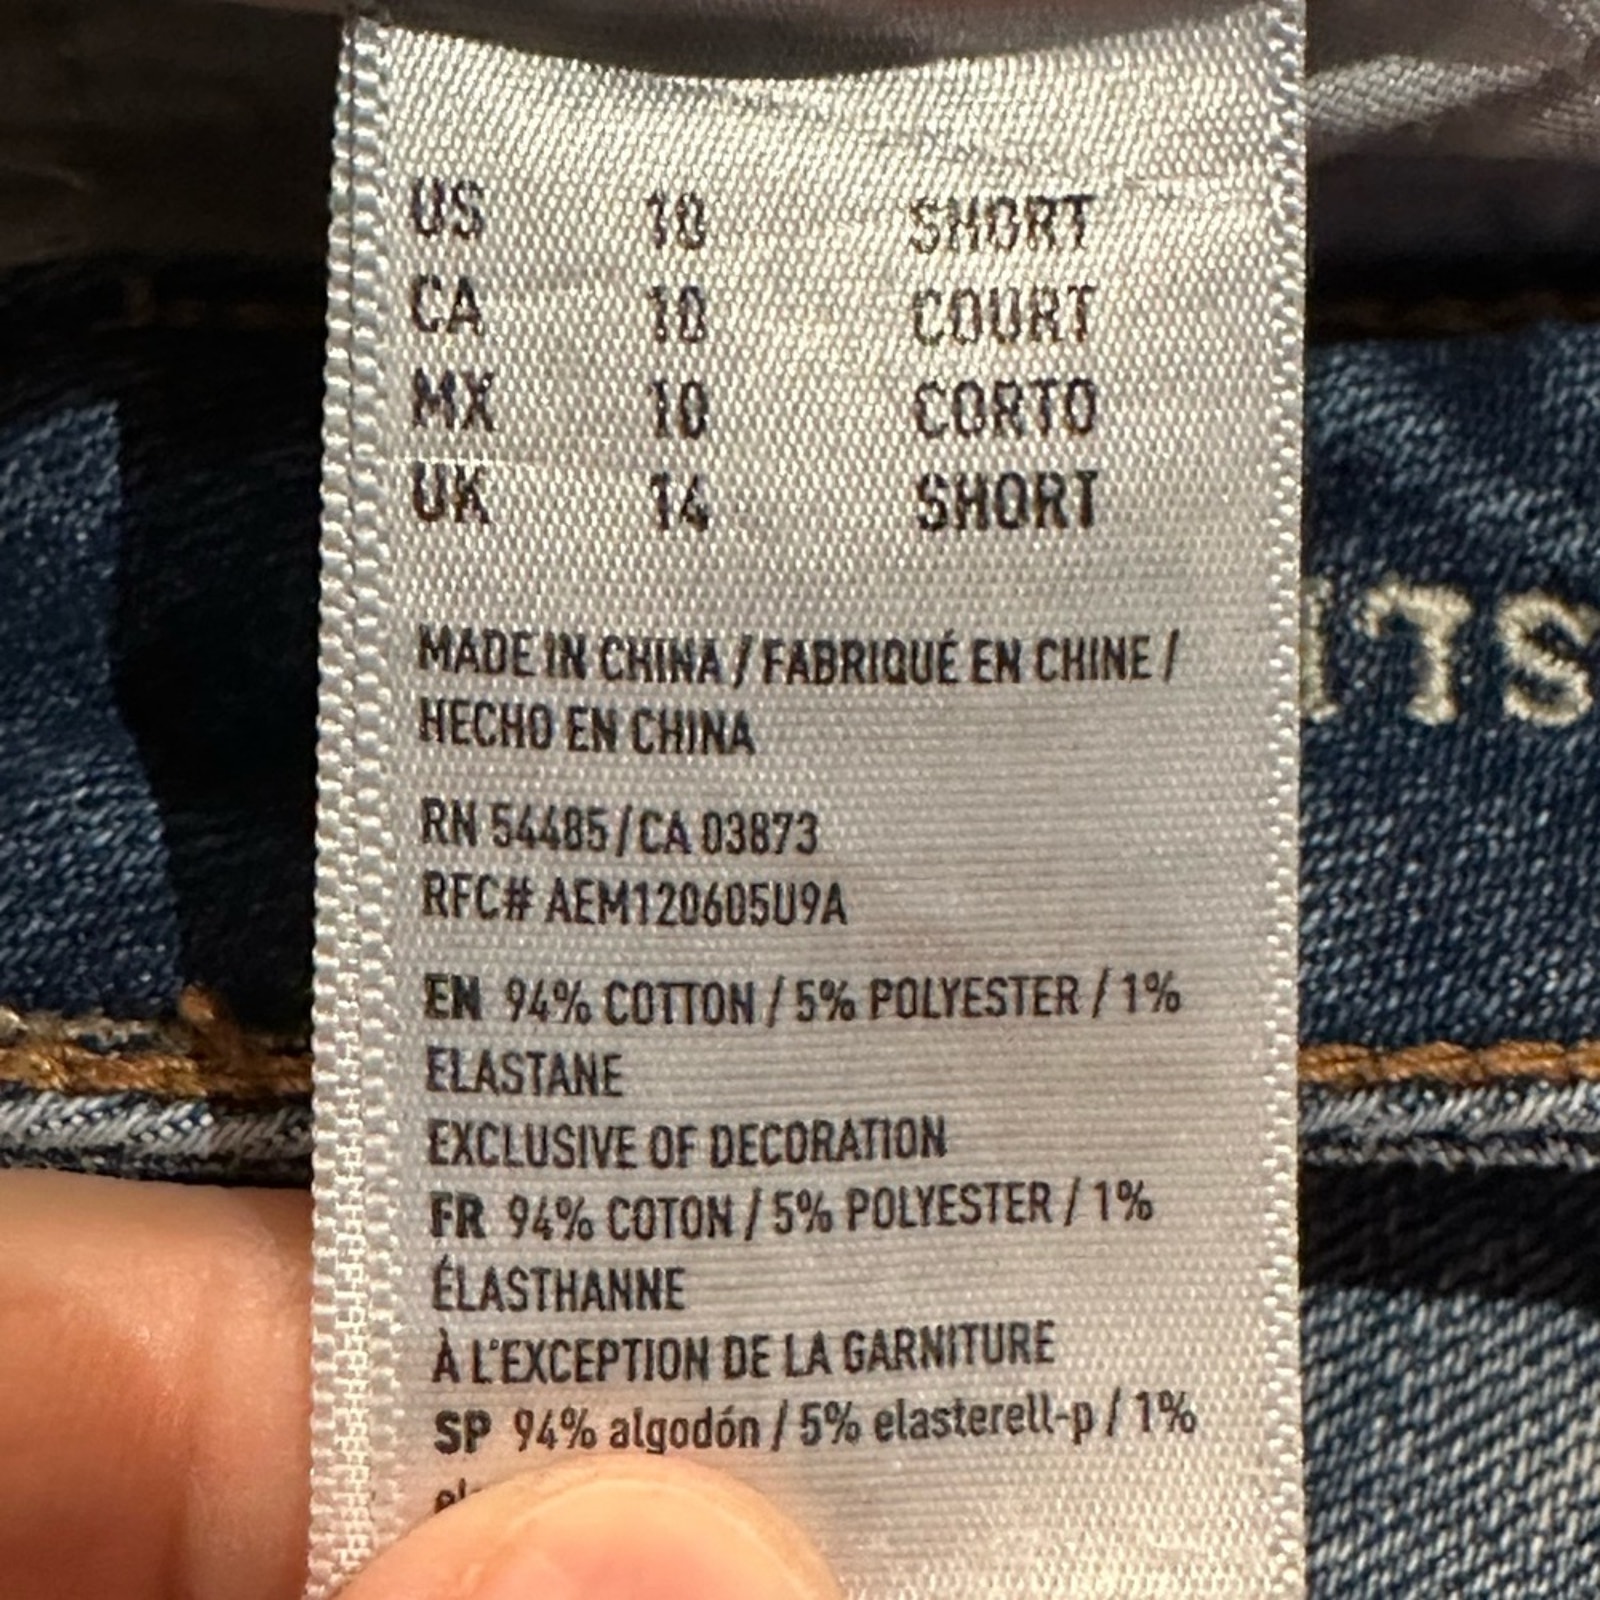 US 10 SHORT
CA 10 COURT
MX 10 CORTO
UK 14 SHORT
MADE IN CHINA / FABRIQUÉ EN CHINE /
HECHO EN CHINA
RN 54485 / CA 03873
RFC# AEM120605U9A
EN 94% COTTON / 5% POLYESTER / 1%
ELASTANE
EXCLUSIVE OF DECORATION
FR 94% COTON / 5% POLYESTER / 1%
ÉLASTHANNE
À L'EXCEPTION DE LA GARNITURE
SP 94% algodón / 5% elasterell-p / 1%